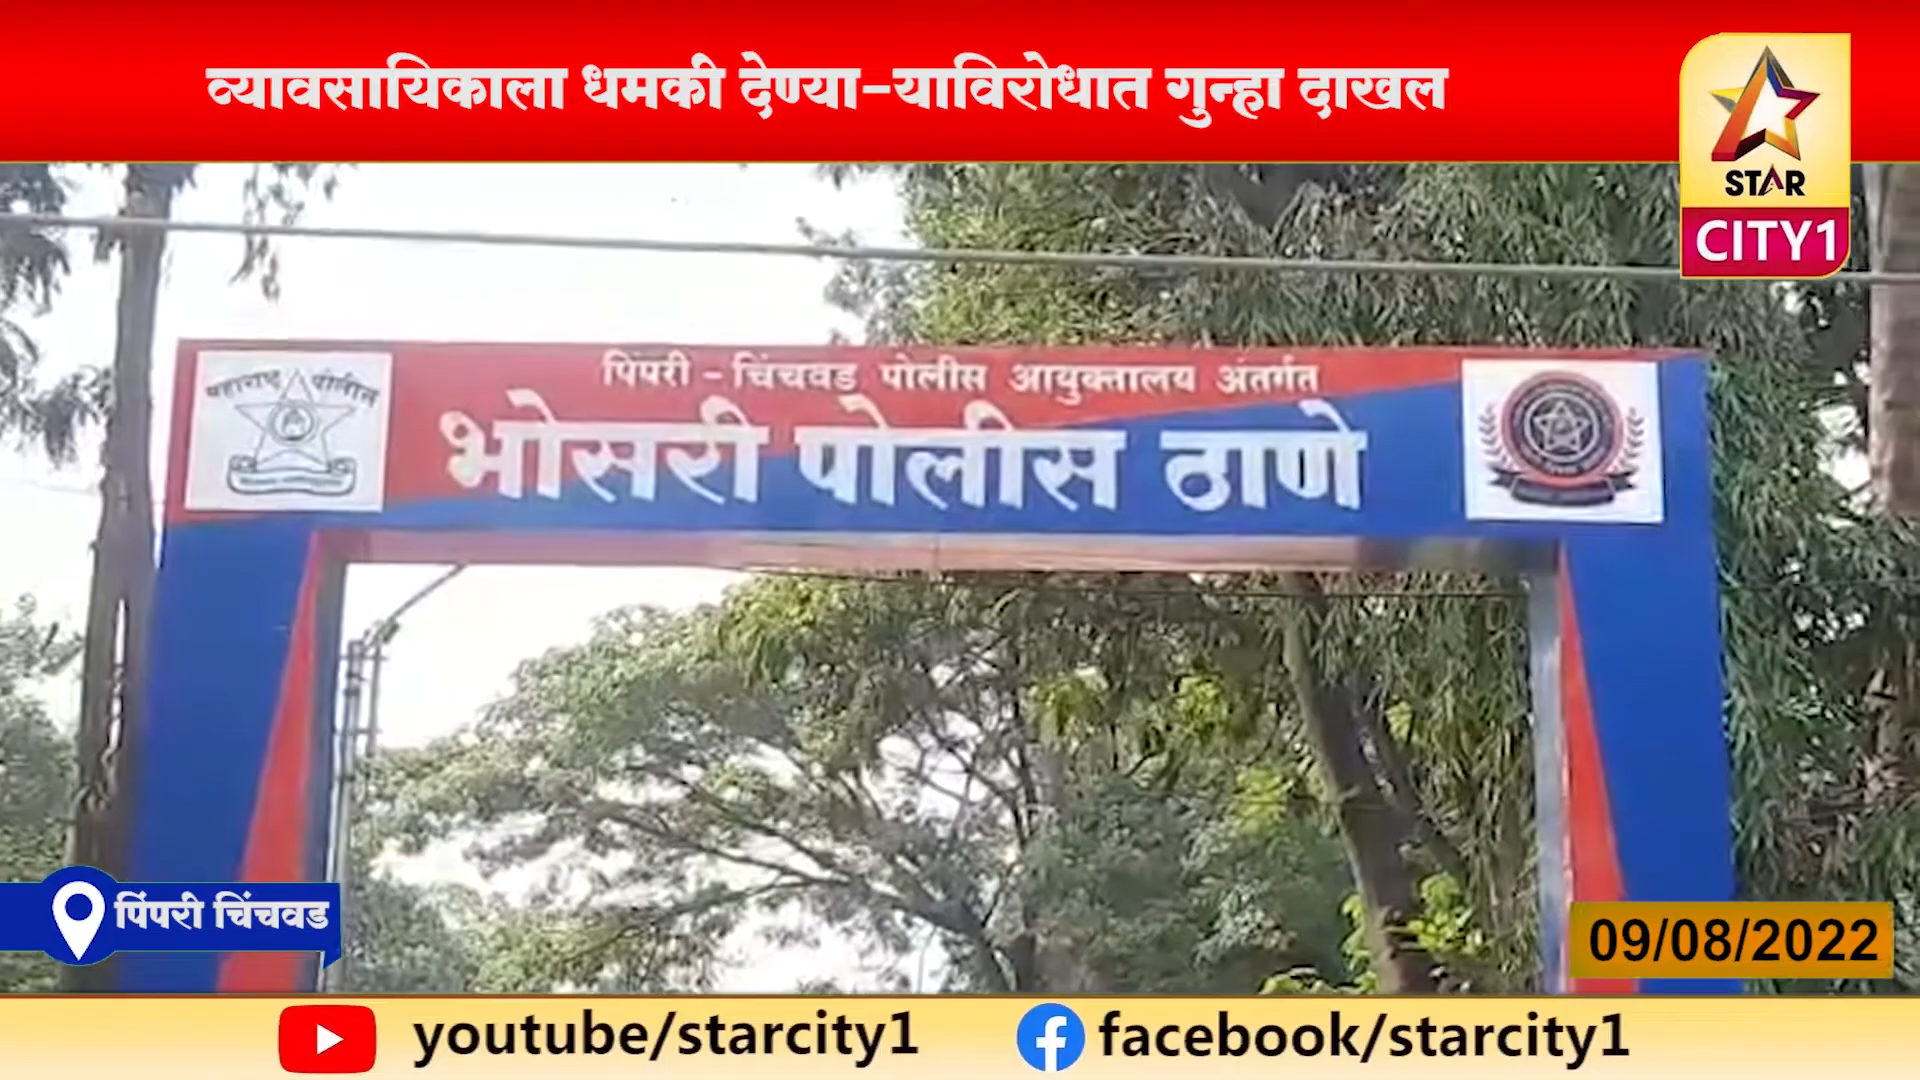 व्यावसायिकाला धमकी देण्या-याविरोधात गुन्हा दाखल
STAR
CITY1
पिंपरी - चिंचवड पोलीस आयुक्तालय अंतर्गत
महाराष्ट्र पोलीस
भोसरी पोलीस ठाणे
पिंपरी चिंचवड
09/08/2022
youtube/starcity1
facebook/starcity1